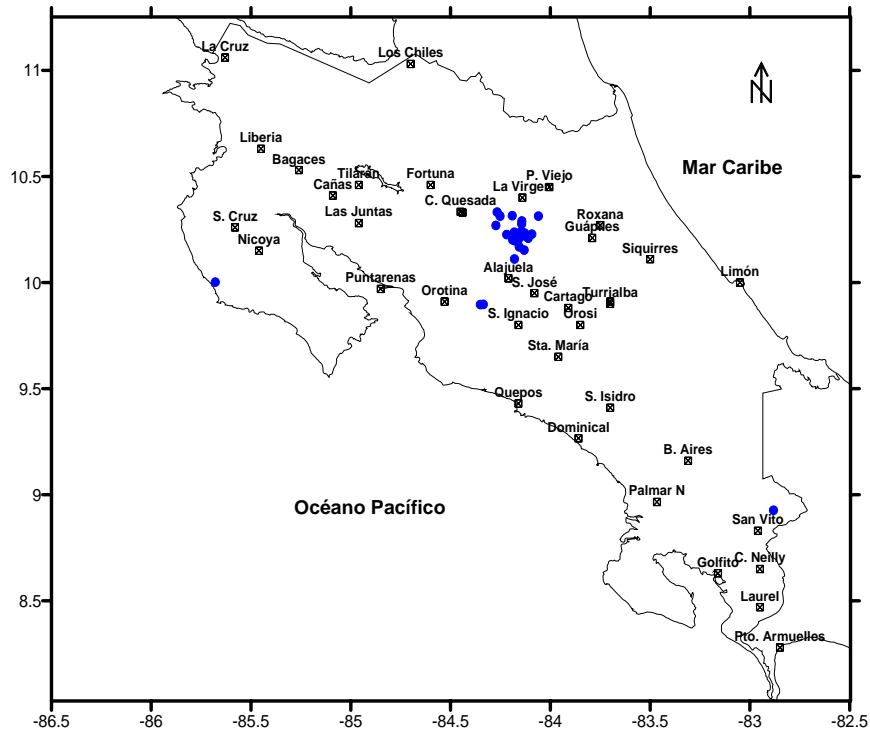 La Cruz
Los Chiles
11
N
Liberia
Mar Caribe
Bagaces
10.5
Tilarán
Fortuna
P. Viejo
Cañas
La Virgen
C. Quesada
Las Juntas
Roxana
S. Cruz
Guápiles
Nicoya
Siquirres
10
Alajuela
Limón
Puntarenas
S. José
Orotina
Cartago
Turrialba
S. Ignacio
Orosi
Sta. María
9.5
Quepos
S. Isidro
Dominical
B. Aires
9
Palmar N
Océano Pacífico
San Vito
Golfito
C. Neilly
8.5
Laurel
Pto. Armuelles
-86.5 -86 -85.5 -85 -84.5 -84 -83.5 -83 -82.5